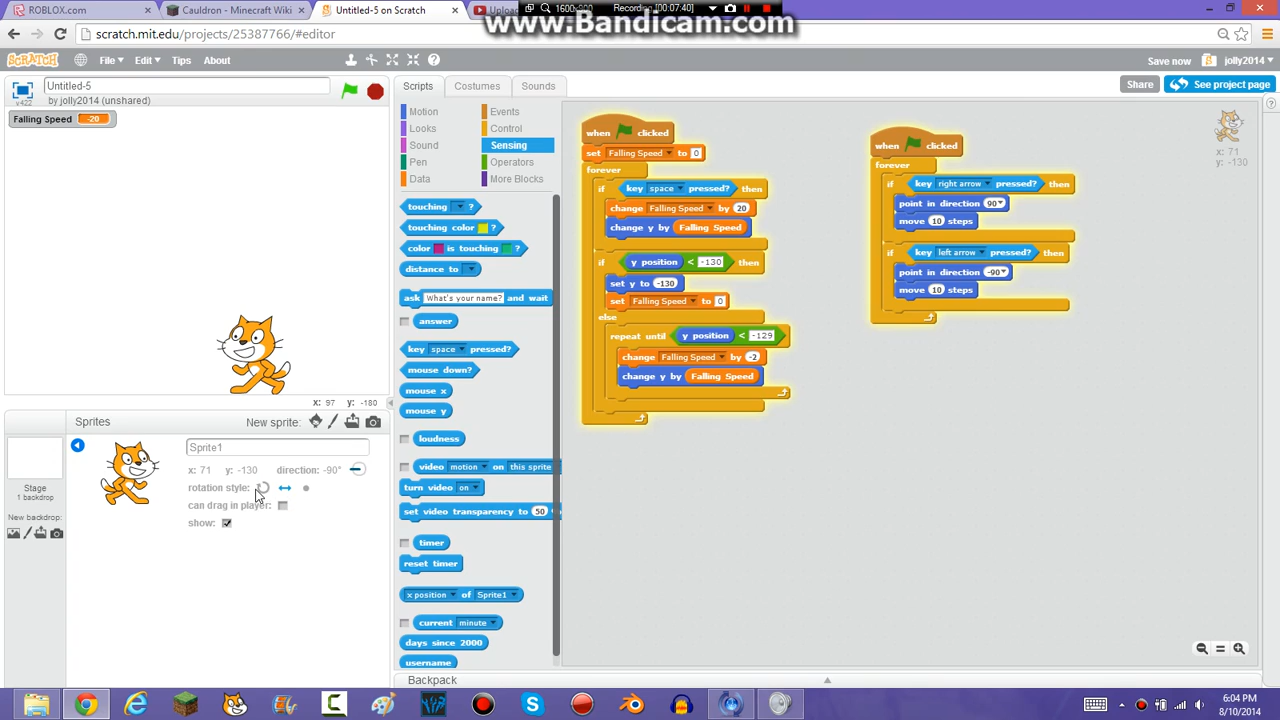 1600x900 Recording [00:07:40]
ROBLOX.com
Cauldron - Minecraft Wiki
Untitled-5 on Scratch
Upload
www.Bandicam.com
scratch.mit.edu/projects/25387766/#editor
SCRATCH File Edit Tips About Save now jolly2014
Untitled-5
by jolly2014 (unshared)
v422
Scripts Costumes Sounds
Share See project page
Falling Speed -20
Motion Events
Looks Control
Sound Sensing
Pen Operators
Data More Blocks
touching ?
touching color ?
color is touching ?
distance to
ask What's your name? and wait
answer
key space pressed?
mouse down?
mouse x
mouse y
loudness
video motion on this sprite
turn video on
set video transparency to 50
timer
reset timer
x position of Sprite1
current minute
days since 2000
username
when clicked
set Falling Speed to 0
forever
if key space pressed? then
change Falling Speed by 20
change y by Falling Speed
if y position < -130 then
set y to -130
set Falling Speed to 0
else
repeat until y position < -129
change Falling Speed by -2
change y by Falling Speed
when clicked
forever
if key right arrow pressed? then
point in direction 90
move 10 steps
if key left arrow pressed? then
point in direction -90
move 10 steps
x: 71
y: -130
x: 97 y: -180
Sprites New sprite:
Sprite1
x: 71 y: -130 direction: -90°
rotation style:
can drag in player:
show:
Stage
1 backdrop
New backdrop:
Backpack
6:04 PM
8/10/2014